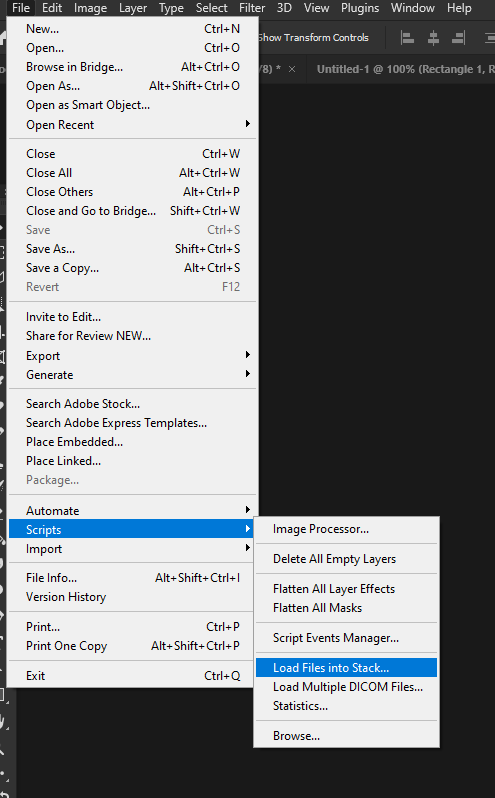 File Edit Image Layer Type Select Filter 3D View Plugins Window Help
Show Transform Controls
/8) * × Untitled-1 @ 100% (Rectangle 1, R
New... Ctrl+N
Open... Ctrl+O
Browse in Bridge... Alt+Ctrl+O
Open As... Alt+Shift+Ctrl+O
Open as Smart Object...
Open Recent
Close Ctrl+W
Close All Alt+Ctrl+W
Close Others Alt+Ctrl+P
Close and Go to Bridge... Shift+Ctrl+W
Save Ctrl+S
Save As... Shift+Ctrl+S
Save a Copy... Alt+Ctrl+S
Revert F12
Invite to Edit...
Share for Review NEW...
Export
Generate
Search Adobe Stock...
Search Adobe Express Templates...
Place Embedded...
Place Linked...
Package...
Automate
Scripts
Import
File Info... Alt+Shift+Ctrl+I
Version History
Print... Ctrl+P
Print One Copy Alt+Shift+Ctrl+P
Exit Ctrl+Q
Image Processor...
Delete All Empty Layers
Flatten All Layer Effects
Flatten All Masks
Script Events Manager...
Load Files into Stack...
Load Multiple DICOM Files...
Statistics...
Browse...